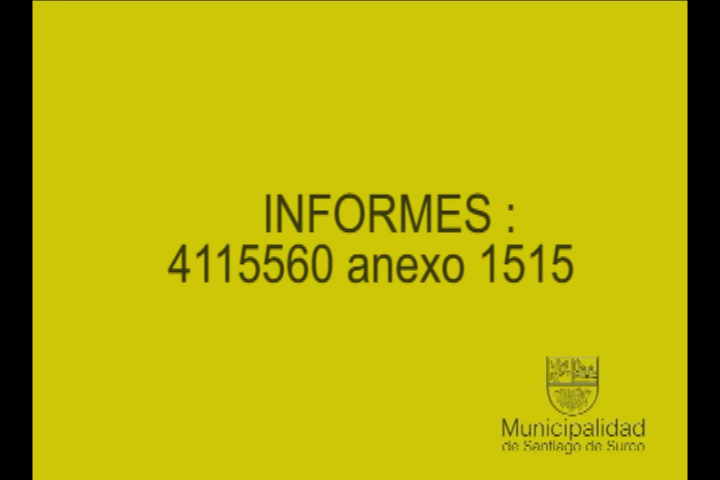 INFORMES :
4115560 anexo 1515
Municipalidad
de Santiago de Surco